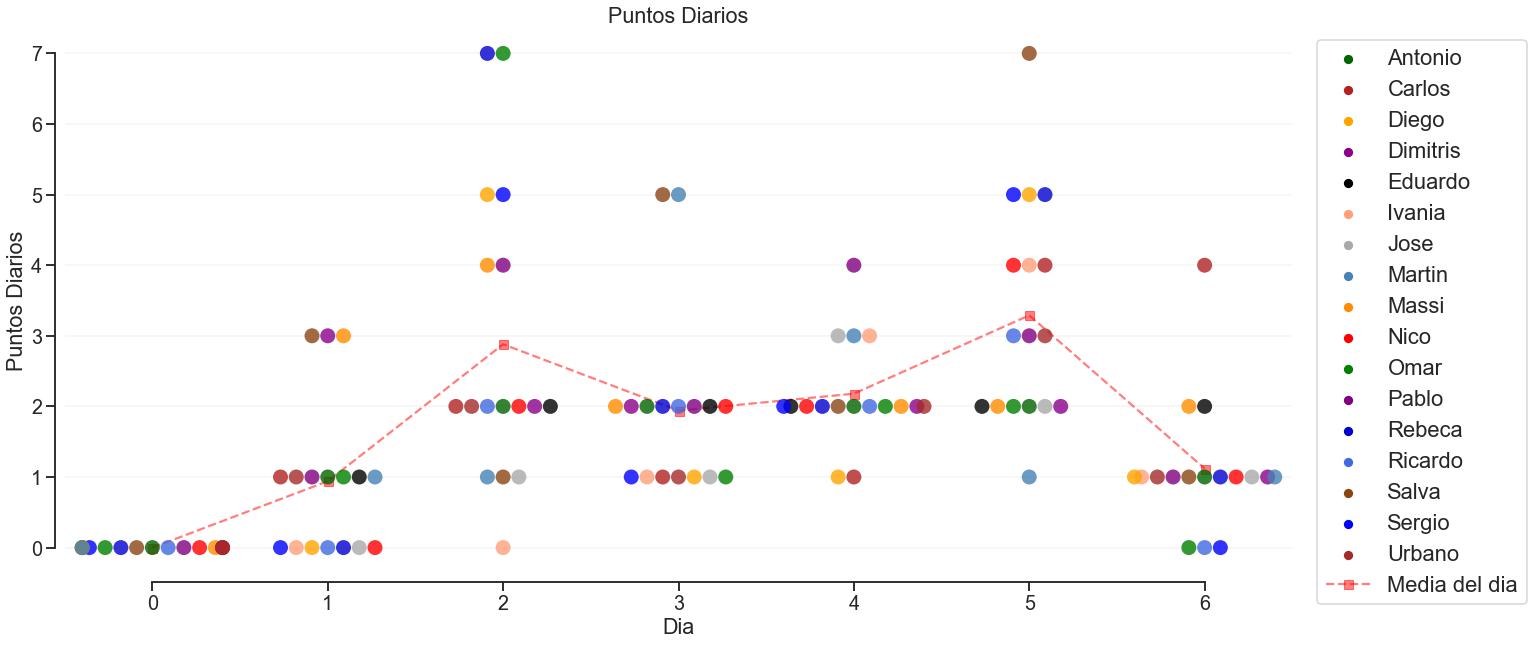 Puntos Diarios
Puntos Diarios
7
6
5
4
3
2
1
0
0 1 2 3 4 5 6
Dia
Antonio
Carlos
Diego
Dimitris
Eduardo
Ivania
Jose
Martin
Massi
Nico
Omar
Pablo
Rebeca
Ricardo
Salva
Sergio
Urbano
Media del dia